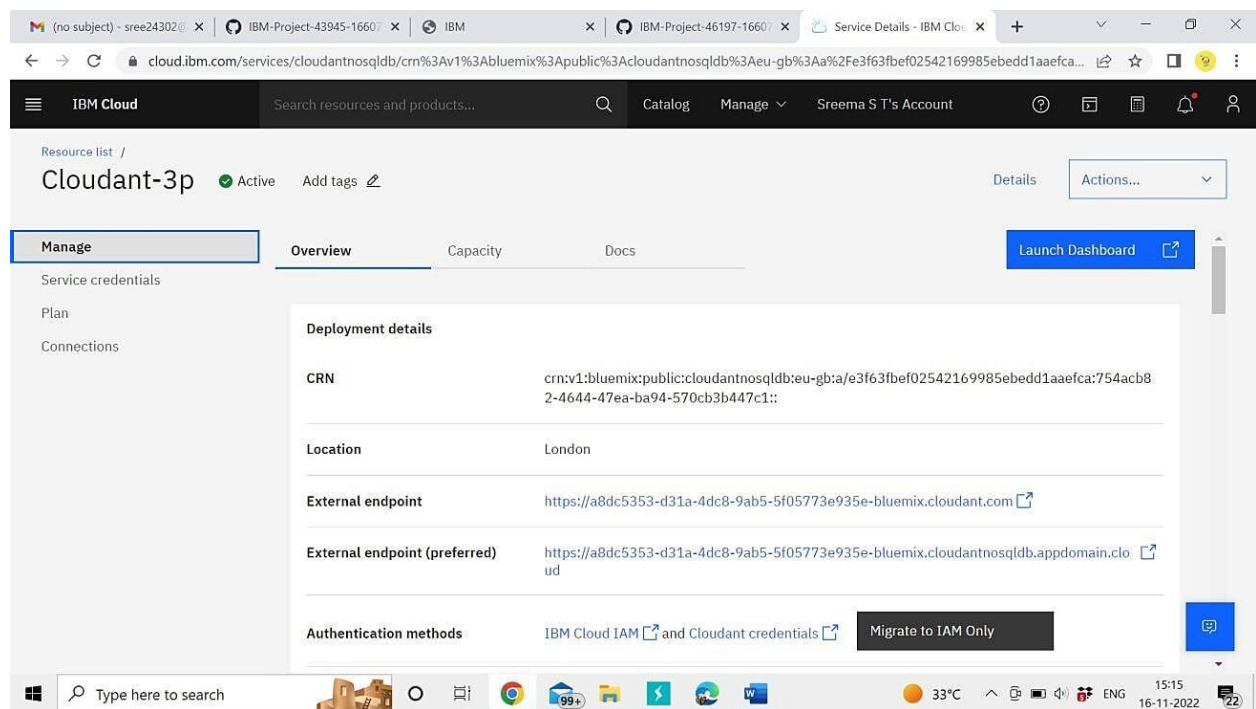 (no subject) - sree24302@
IBM-Project-43945-16607
IBM
IBM-Project-46197-16607
Service Details - IBM Clou
cloud.ibm.com/services/cloudantnosqldb/crn%3Av1%3Abluemix%3Apublic%3Acloudantnosqldb%3Aeu-gb%3Aa%2Fe3f63fbef02542169985ebedd1aaefca...
IBM Cloud
Search resources and products...
Catalog
Manage
Sreema S T's Account
Resource list /
Cloudant-3p
Active
Add tags
Details
Actions...
Manage
Service credentials
Plan
Connections
Overview
Capacity
Docs
Launch Dashboard
Deployment details
CRN
crn:v1:bluemix:public:cloudantnosqldb:eu-gb:a/e3f63fbef02542169985ebedd1aaefca:754acb8
2-4644-47ea-ba94-570cb3b447c1::
Location
London
External endpoint
https://a8dc5353-d31a-4dc8-9ab5-5f05773e935e-bluemix.cloudant.com
External endpoint (preferred)
https://a8dc5353-d31a-4dc8-9ab5-5f05773e935e-bluemix.cloudantnosqldb.appdomain.clo
ud
Authentication methods
IBM Cloud IAM and Cloudant credentials
Migrate to IAM Only
Type here to search
99+
33°C
ENG
15:15
16-11-2022
22